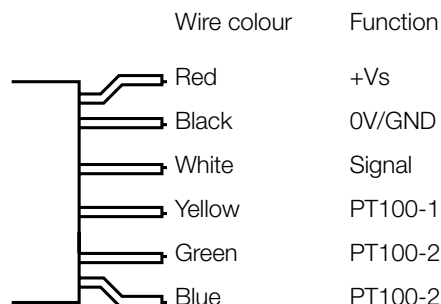 Wire colour Function
Red +Vs
Black 0V/GND
White Signal
Yellow PT100-1
Green PT100-2
Blue PT100-2